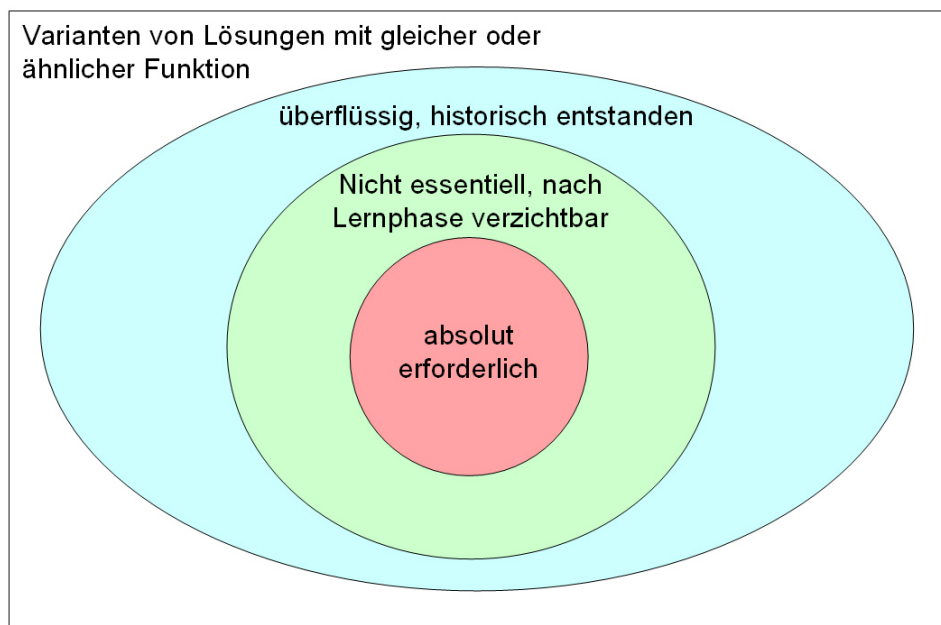 Varianten von Lösungen mit gleicher oder
ähnlicher Funktion
überflüssig, historisch entstanden
Nicht essentiell, nach
Lernphase verzichtbar
absolut
erforderlich